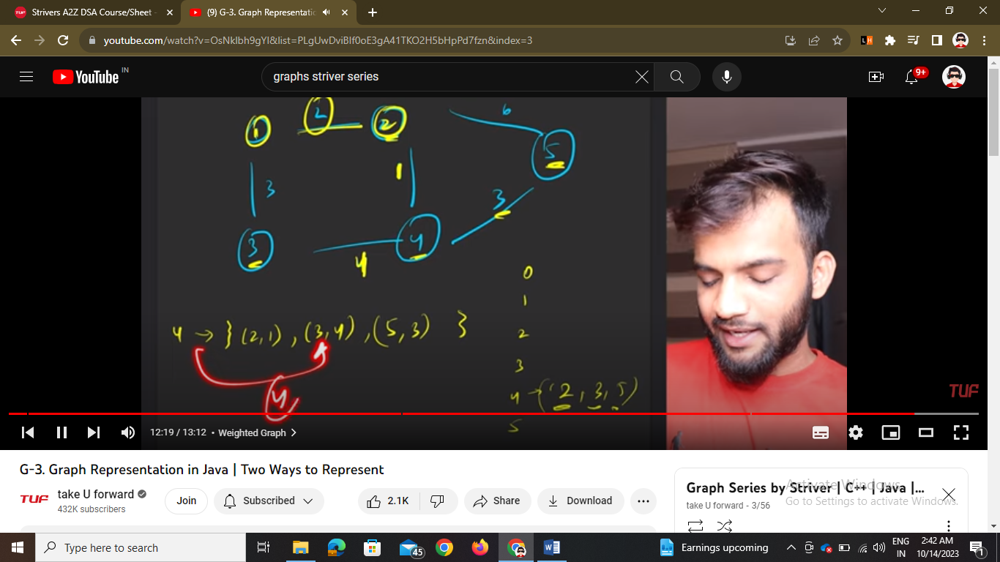 Strivers A2Z DSA Course/Sheet -
(9) G-3. Graph Representatic
youtube.com/watch?v=OsNklbh9gYI&list=PLgUwDviBIf0oE3gA41TKO2H5bHpPd7fzn&index=3
LH
YouTube IN
graphs striver series
9+
1 2 2 6
5
1
3
3
3 4
4
0
1
4 → } (2,1) , (3,4) , (5,3) }
2
3
4 → (2, 3, 5)
4,
5
TUF
12:19 / 13:12 • Weighted Graph
G-3. Graph Representation in Java | Two Ways to Represent
TUF
take U forward
432K subscribers
Join
Subscribed
2.1K
Share
Download
Graph Series by Striver | C++ | Java |...
take U forward - 3/56
Activate Windows
Go to Settings to activate Windows.
Type here to search
45
W
Earnings upcoming
ENG
IN
2:42 AM
10/14/2023
1